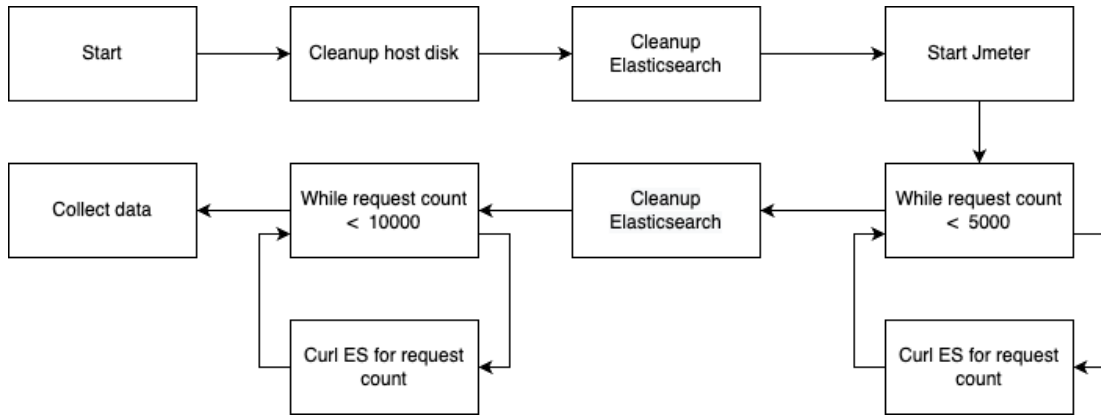 Start
Cleanup host disk
Cleanup
Elasticsearch
Start Jmeter
Collect data
While request count
< 10000
Cleanup
Elasticsearch
While request count
< 5000
Curl ES for request
count
Curl ES for request
count